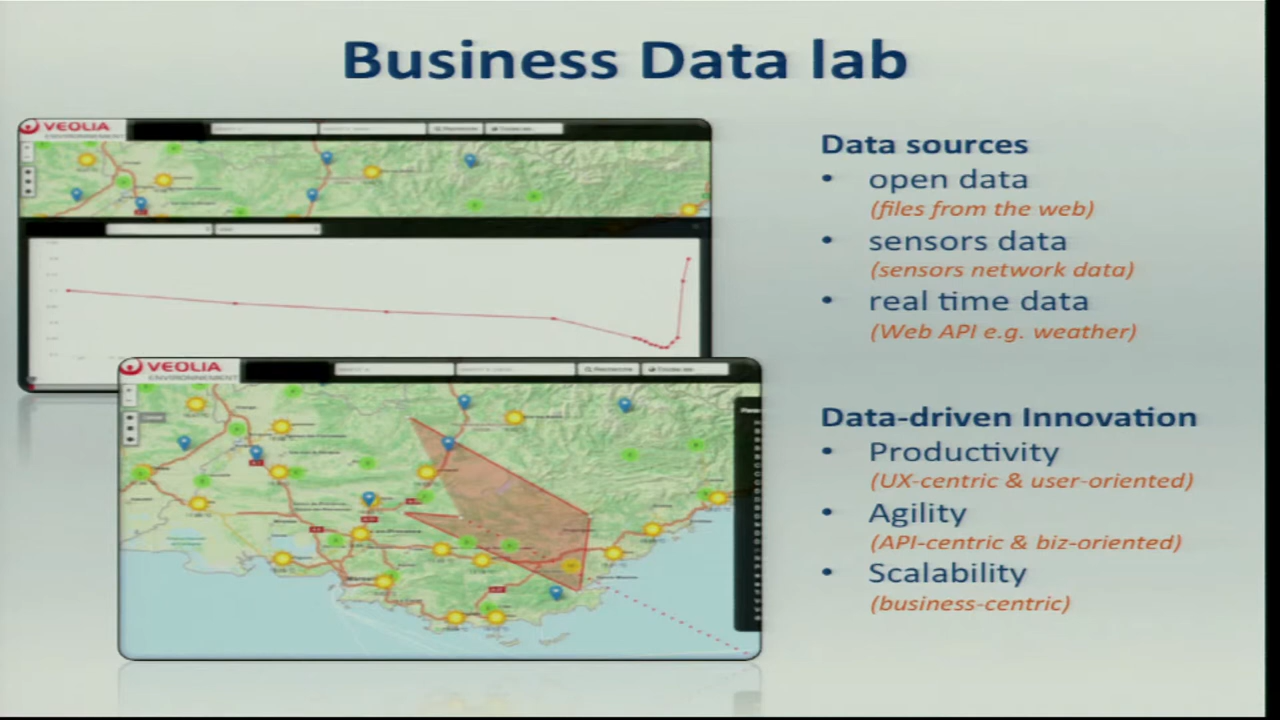 Business Data lab
VEOLIA
ENVIRONNEMENT
Data sources
• open data
(files from the web)
• sensors data
(sensors network data)
• real time data
(Web API e.g. weather)
VEOLIA
ENVIRONNEMENT
Recherche
Data-driven Innovation
• Productivity
(UX-centric & user-oriented)
• Agility
(API-centric & biz-oriented)
• Scalability
(business-centric)